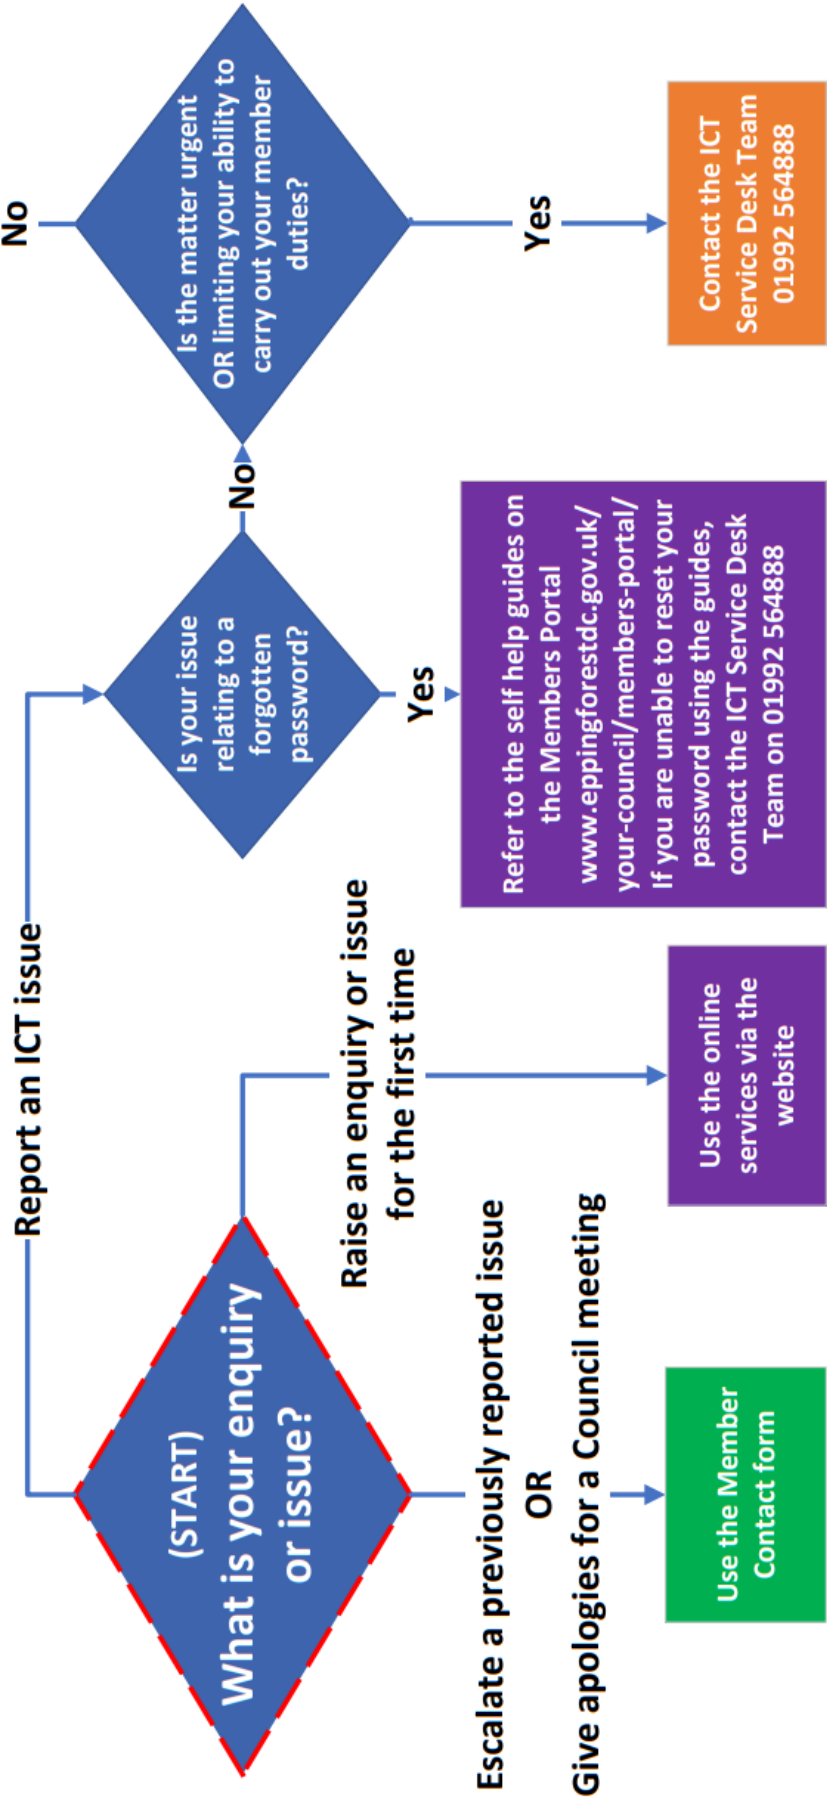 Report an ICT issue
(START)
What is your enquiry
or issue?
Raise an enquiry or issue
for the first time
Escalate a previously reported issue
OR
Give apologies for a Council meeting
Use the Member
Contact form
Use the online
services via the
website
Is your issue
relating to a
forgotten
password?
Yes
Refer to the self help guides on
the Members Portal
www.eppingforestdc.gov.uk/
your-council/members-portal/
If you are unable to reset your
password using the guides,
contact the ICT Service Desk
Team on 01992 564888
No
Is the matter urgent
OR limiting your ability to
carry out your member
duties?
No
Yes
Contact the ICT
Service Desk Team
01992 564888